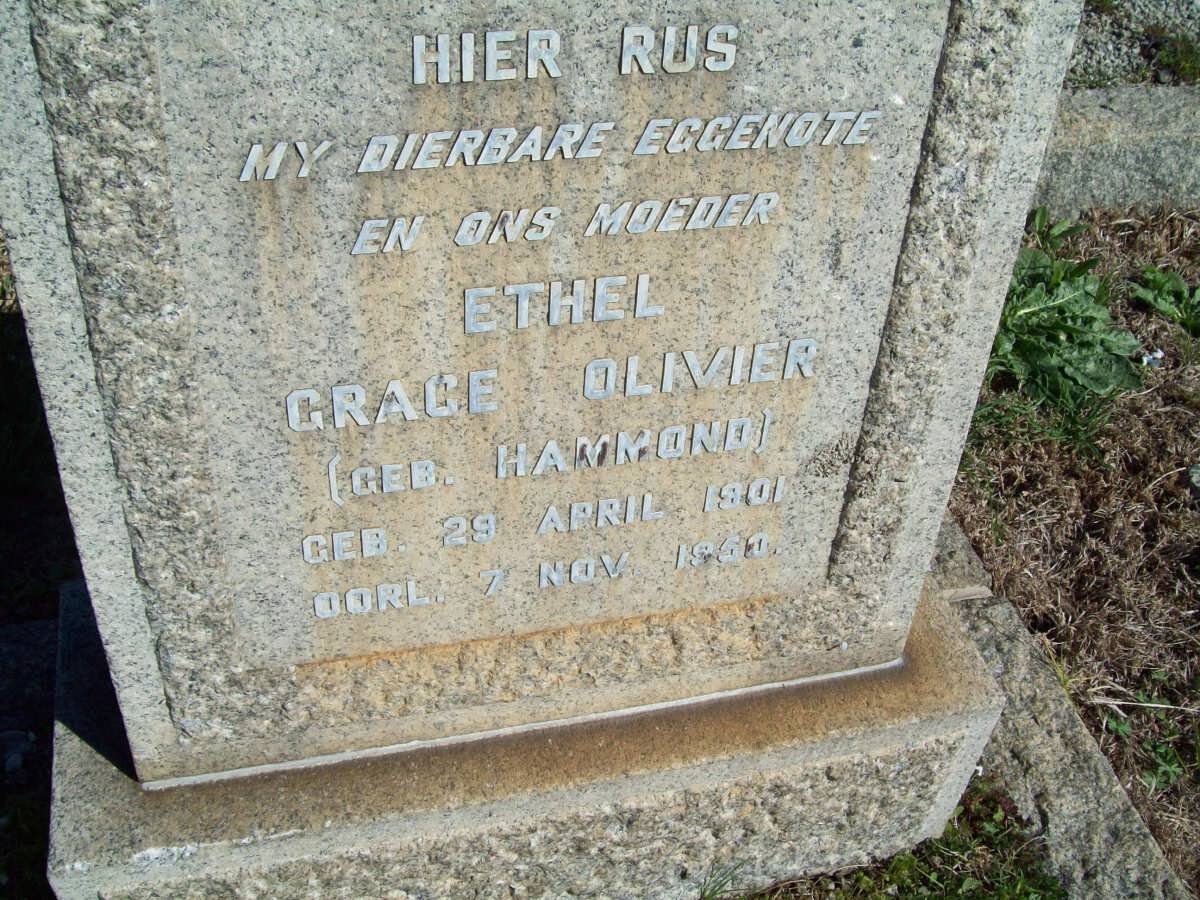 HIER RUS
MY DIERBARE EGGENOTE
EN ONS MOEDER
ETHEL
GRACE OLIVIER
(GEB. HAMMOND)
GEB. 29 APRIL 1901
OORL. 7 NOV. 1950.